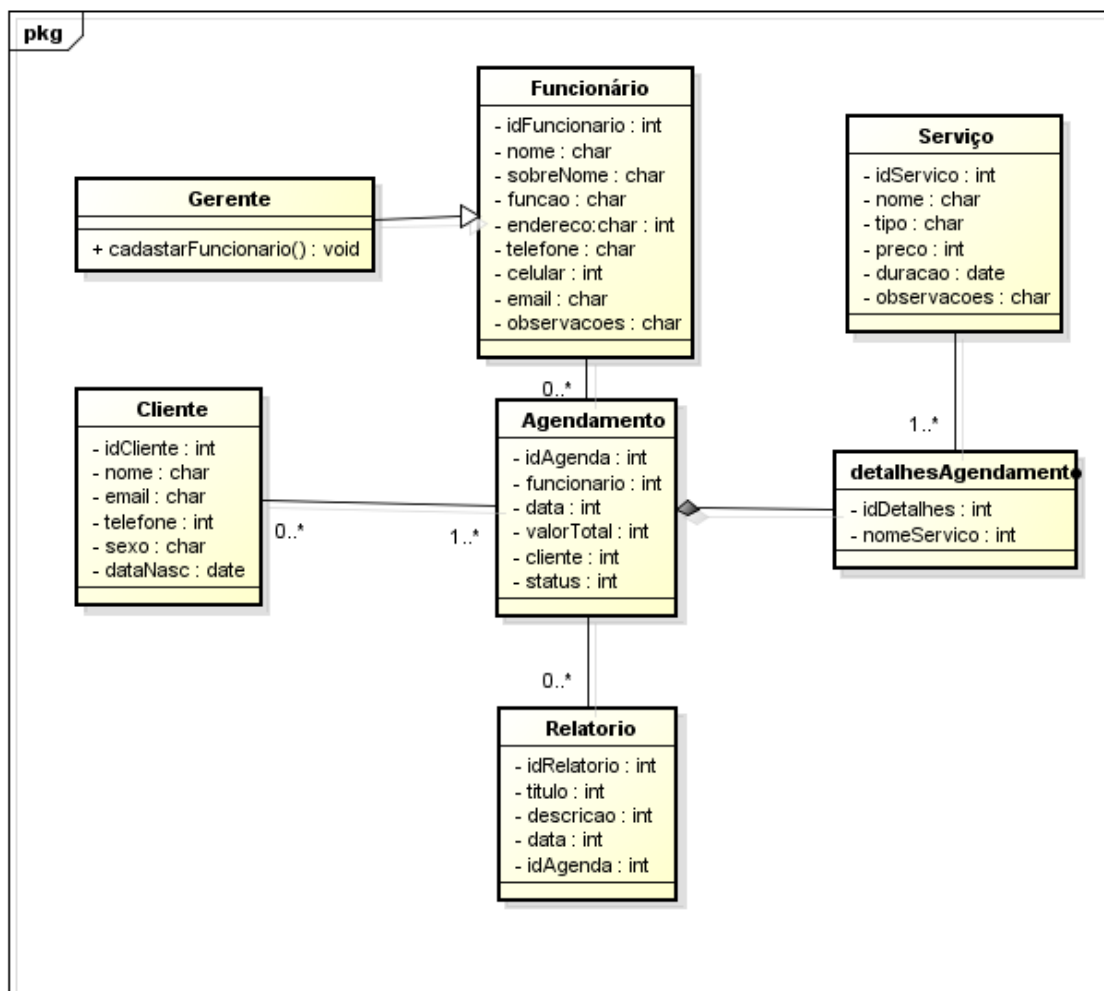 pkg
Funcionário
- idFuncionario : int
- nome : char
- sobreNome : char
- funcao : char
- endereco:char : int
- telefone : char
- celular : int
- email : char
- observacoes : char
Serviço
- idServico : int
- nome : char
- tipo : char
- preco : int
- duracao : date
- observacoes : char
Gerente
+ cadastarFuncionario() : void
0..*
1..*
Cliente
- idCliente : int
- nome : char
- email : char
- telefone : int
- sexo : char
- dataNasc : date
0..*
1..*
Agendamento
- idAgenda : int
- funcionario : int
- data : int
- valorTotal : int
- cliente : int
- status : int
detalhesAgendamento
- idDetalhes : int
- nomeServico : int
0..*
Relatorio
- idRelatorio : int
- titulo : int
- descricao : int
- data : int
- idAgenda : int